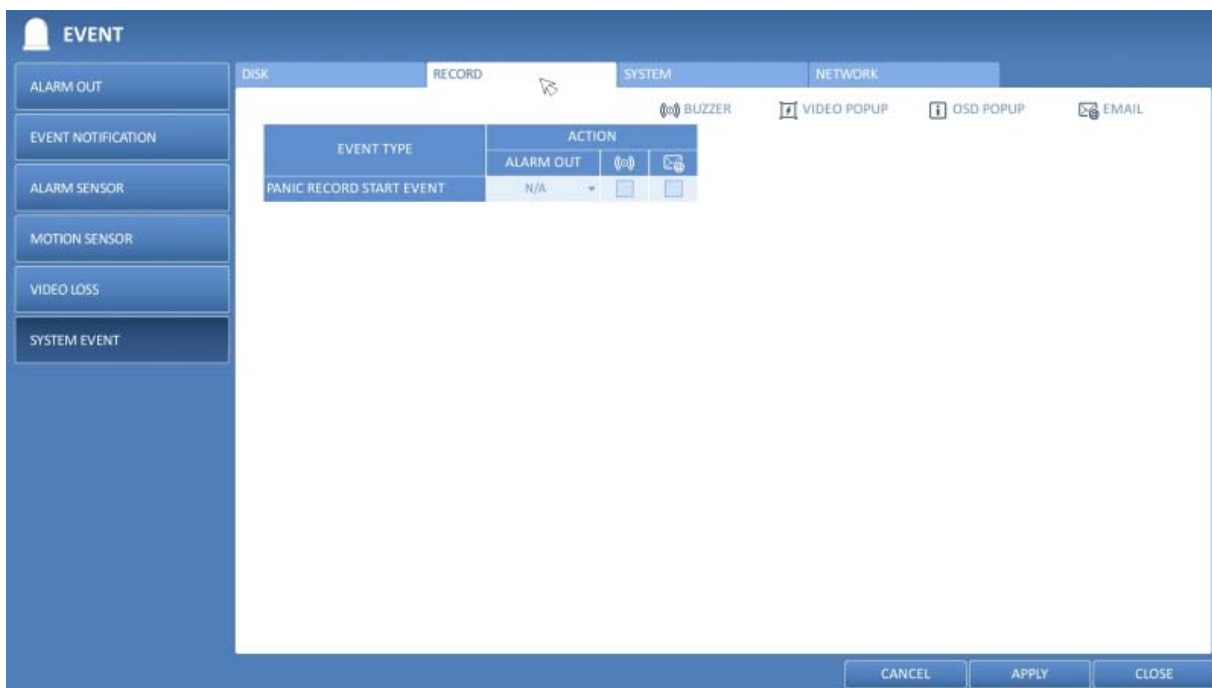 EVENT
ALARM OUT
EVENT NOTIFICATION
ALARM SENSOR
MOTION SENSOR
VIDEO LOSS
SYSTEM EVENT
DISK RECORD SYSTEM NETWORK
BUZZER VIDEO POPUP OSD POPUP EMAIL
EVENT TYPE ACTION
ALARM OUT
PANIC RECORD START EVENT N/A
CANCEL APPLY CLOSE